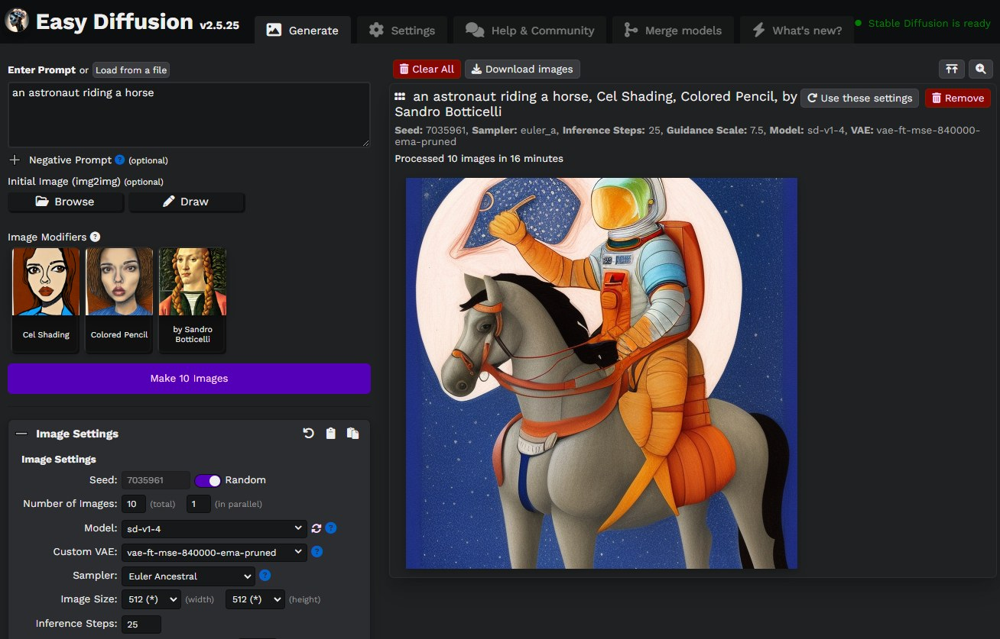 Easy Diffusion v2.5.25
Generate
Settings
Help & Community
Merge models
What's new?
Stable Diffusion is ready
Enter Prompt or Load from a file
an astronaut riding a horse
Negative Prompt ? (optional)
Initial Image (img2img) (optional)
Browse
Draw
Image Modifiers ?
Cel Shading
Colored Pencil
by Sandro
Botticelli
Make 10 Images
Image Settings
Image Settings
Seed: 7035961 Random
Number of Images: 10 (total) 1 (in parallel)
Model: sd-v1-4 ?
Custom VAE: vae-ft-mse-840000-ema-pruned ?
Sampler: Euler Ancestral ?
Image Size: 512 (*) (width) 512 (*) (height)
Inference Steps: 25
Clear All
Download images
an astronaut riding a horse, Cel Shading, Colored Pencil, by
Sandro Botticelli
Use these settings
Remove
Seed: 7035961, Sampler: euler_a, Inference Steps: 25, Guidance Scale: 7.5, Model: sd-v1-4, VAE: vae-ft-mse-840000-
ema-pruned
Processed 10 images in 16 minutes